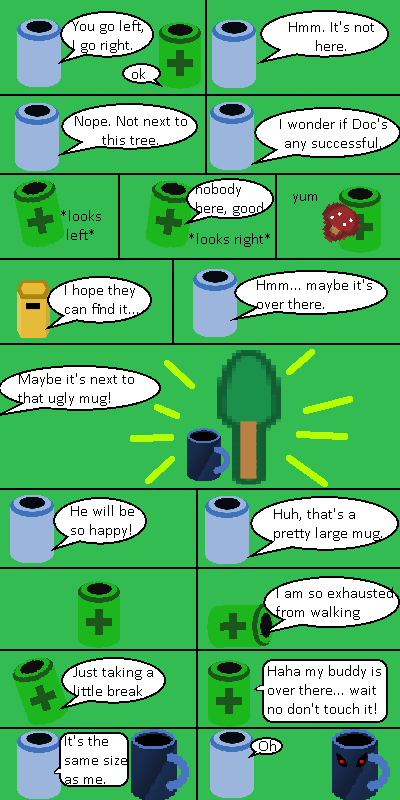 You go left,
I go right.
ok
Hmm. It's not
here.
Nope. Not next to
this tree.
I wonder if Doc's
any successful.
*looks
left*
nobody
here, good
*looks right*
yum
I hope they
can find it...
Hmm... maybe it's
over there.
Maybe it's next to
that ugly mug!
He will be
so happy!
Huh, that's a
pretty large mug.
I am so exhausted
from walking
Just taking a
little break
Haha my buddy is
over there... wait
no don't touch it!
It's the
same size
as me.
Oh